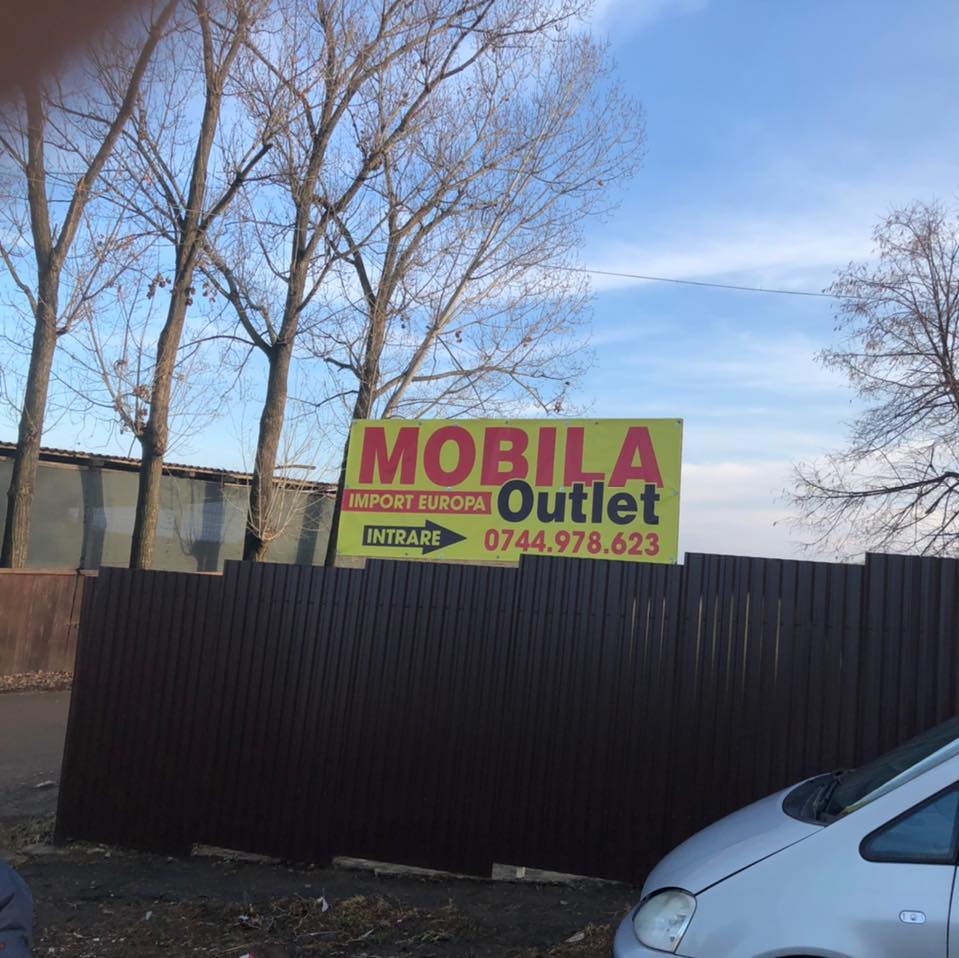 MOBILA
IMPORT EUROPA Outlet
INTRARE 0744.978.623